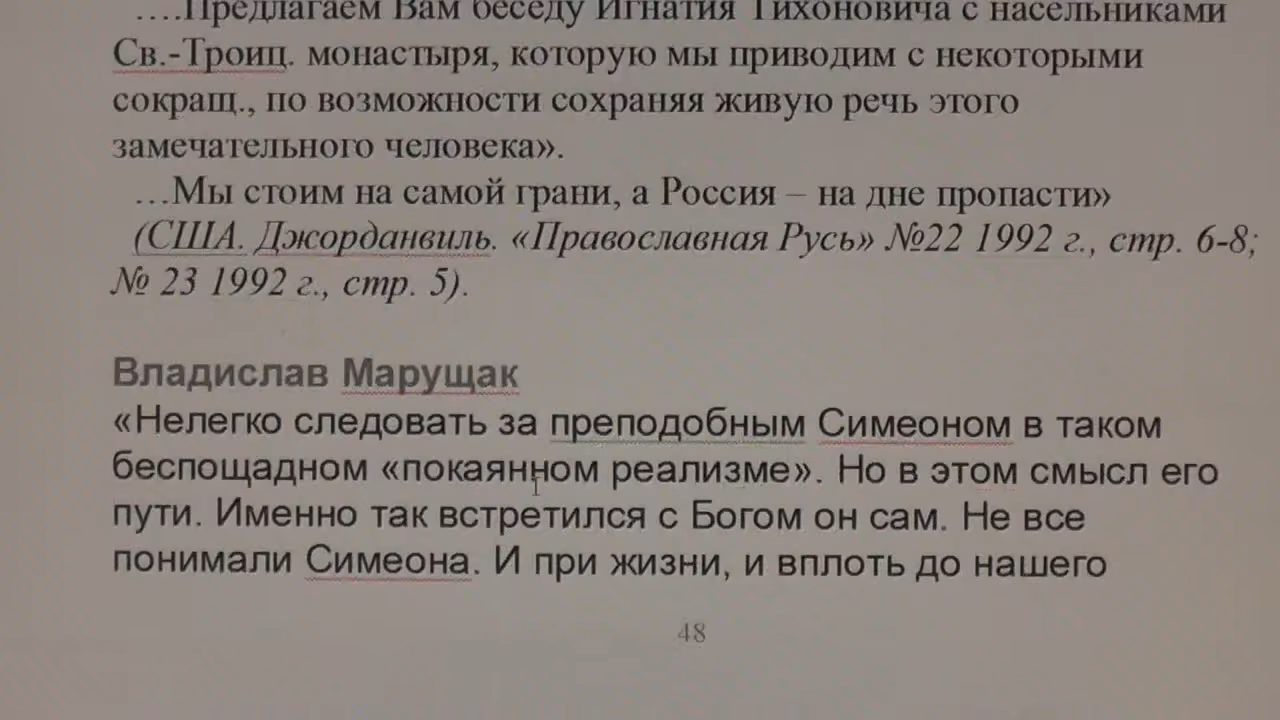 ….Предлагаем Вам беседу Игнатия Тихоновича с насельниками
Св.-Троиц. монастыря, которую мы приводим с некоторыми
сокращ., по возможности сохраняя живую речь этого
замечательного человека».
…Мы стоим на самой грани, а Россия – на дне пропасти»
(США. Джорданвиль. «Православная Русь» №22 1992 г., стр. 6-8;
№ 23 1992 г., стр. 5).
Владислав Марущак
«Нелегко следовать за преподобным Симеоном в таком
беспощадном «покаянном реализме». Но в этом смысл его
пути. Именно так встретился с Богом он сам. Не все
понимали Симеона. И при жизни, и вплоть до нашего
48